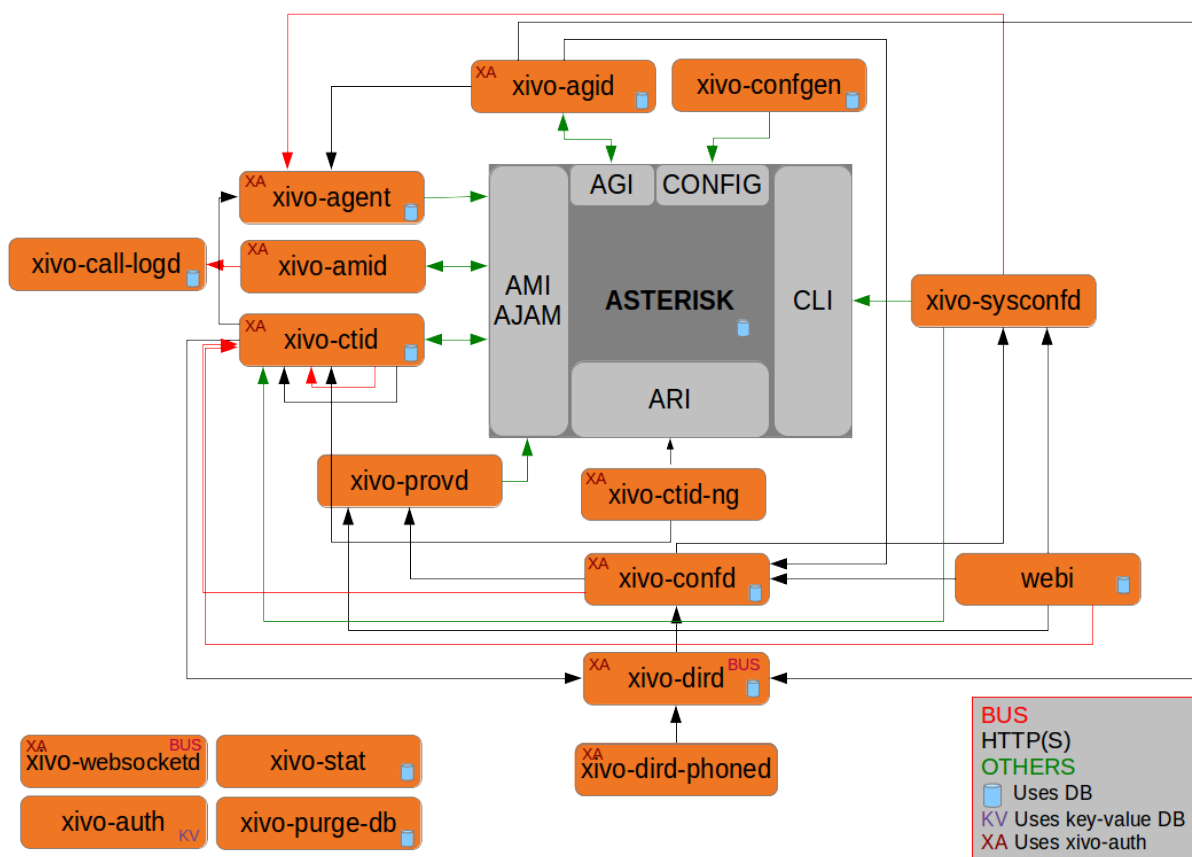 XA
xivo-agid
xivo-confgen
AGI
CONFIG
XA
xivo-agent
XA
xivo-amid
xivo-call-logd
AMI
AJAM
ASTERISK
CLI
xivo-sysconfd
XA
xivo-ctid
ARI
xivo-provd
XA
xivo-ctid-ng
XA
xivo-confd
webi
XA
BUS
xivo-dird
XA
xivo-dird-phoned
XA
BUS
xivo-websocketd
xivo-stat
xivo-auth
KV
xivo-purge-db
BUS
HTTP(S)
OTHERS
Uses DB
KV Uses key-value DB
XA Uses xivo-auth